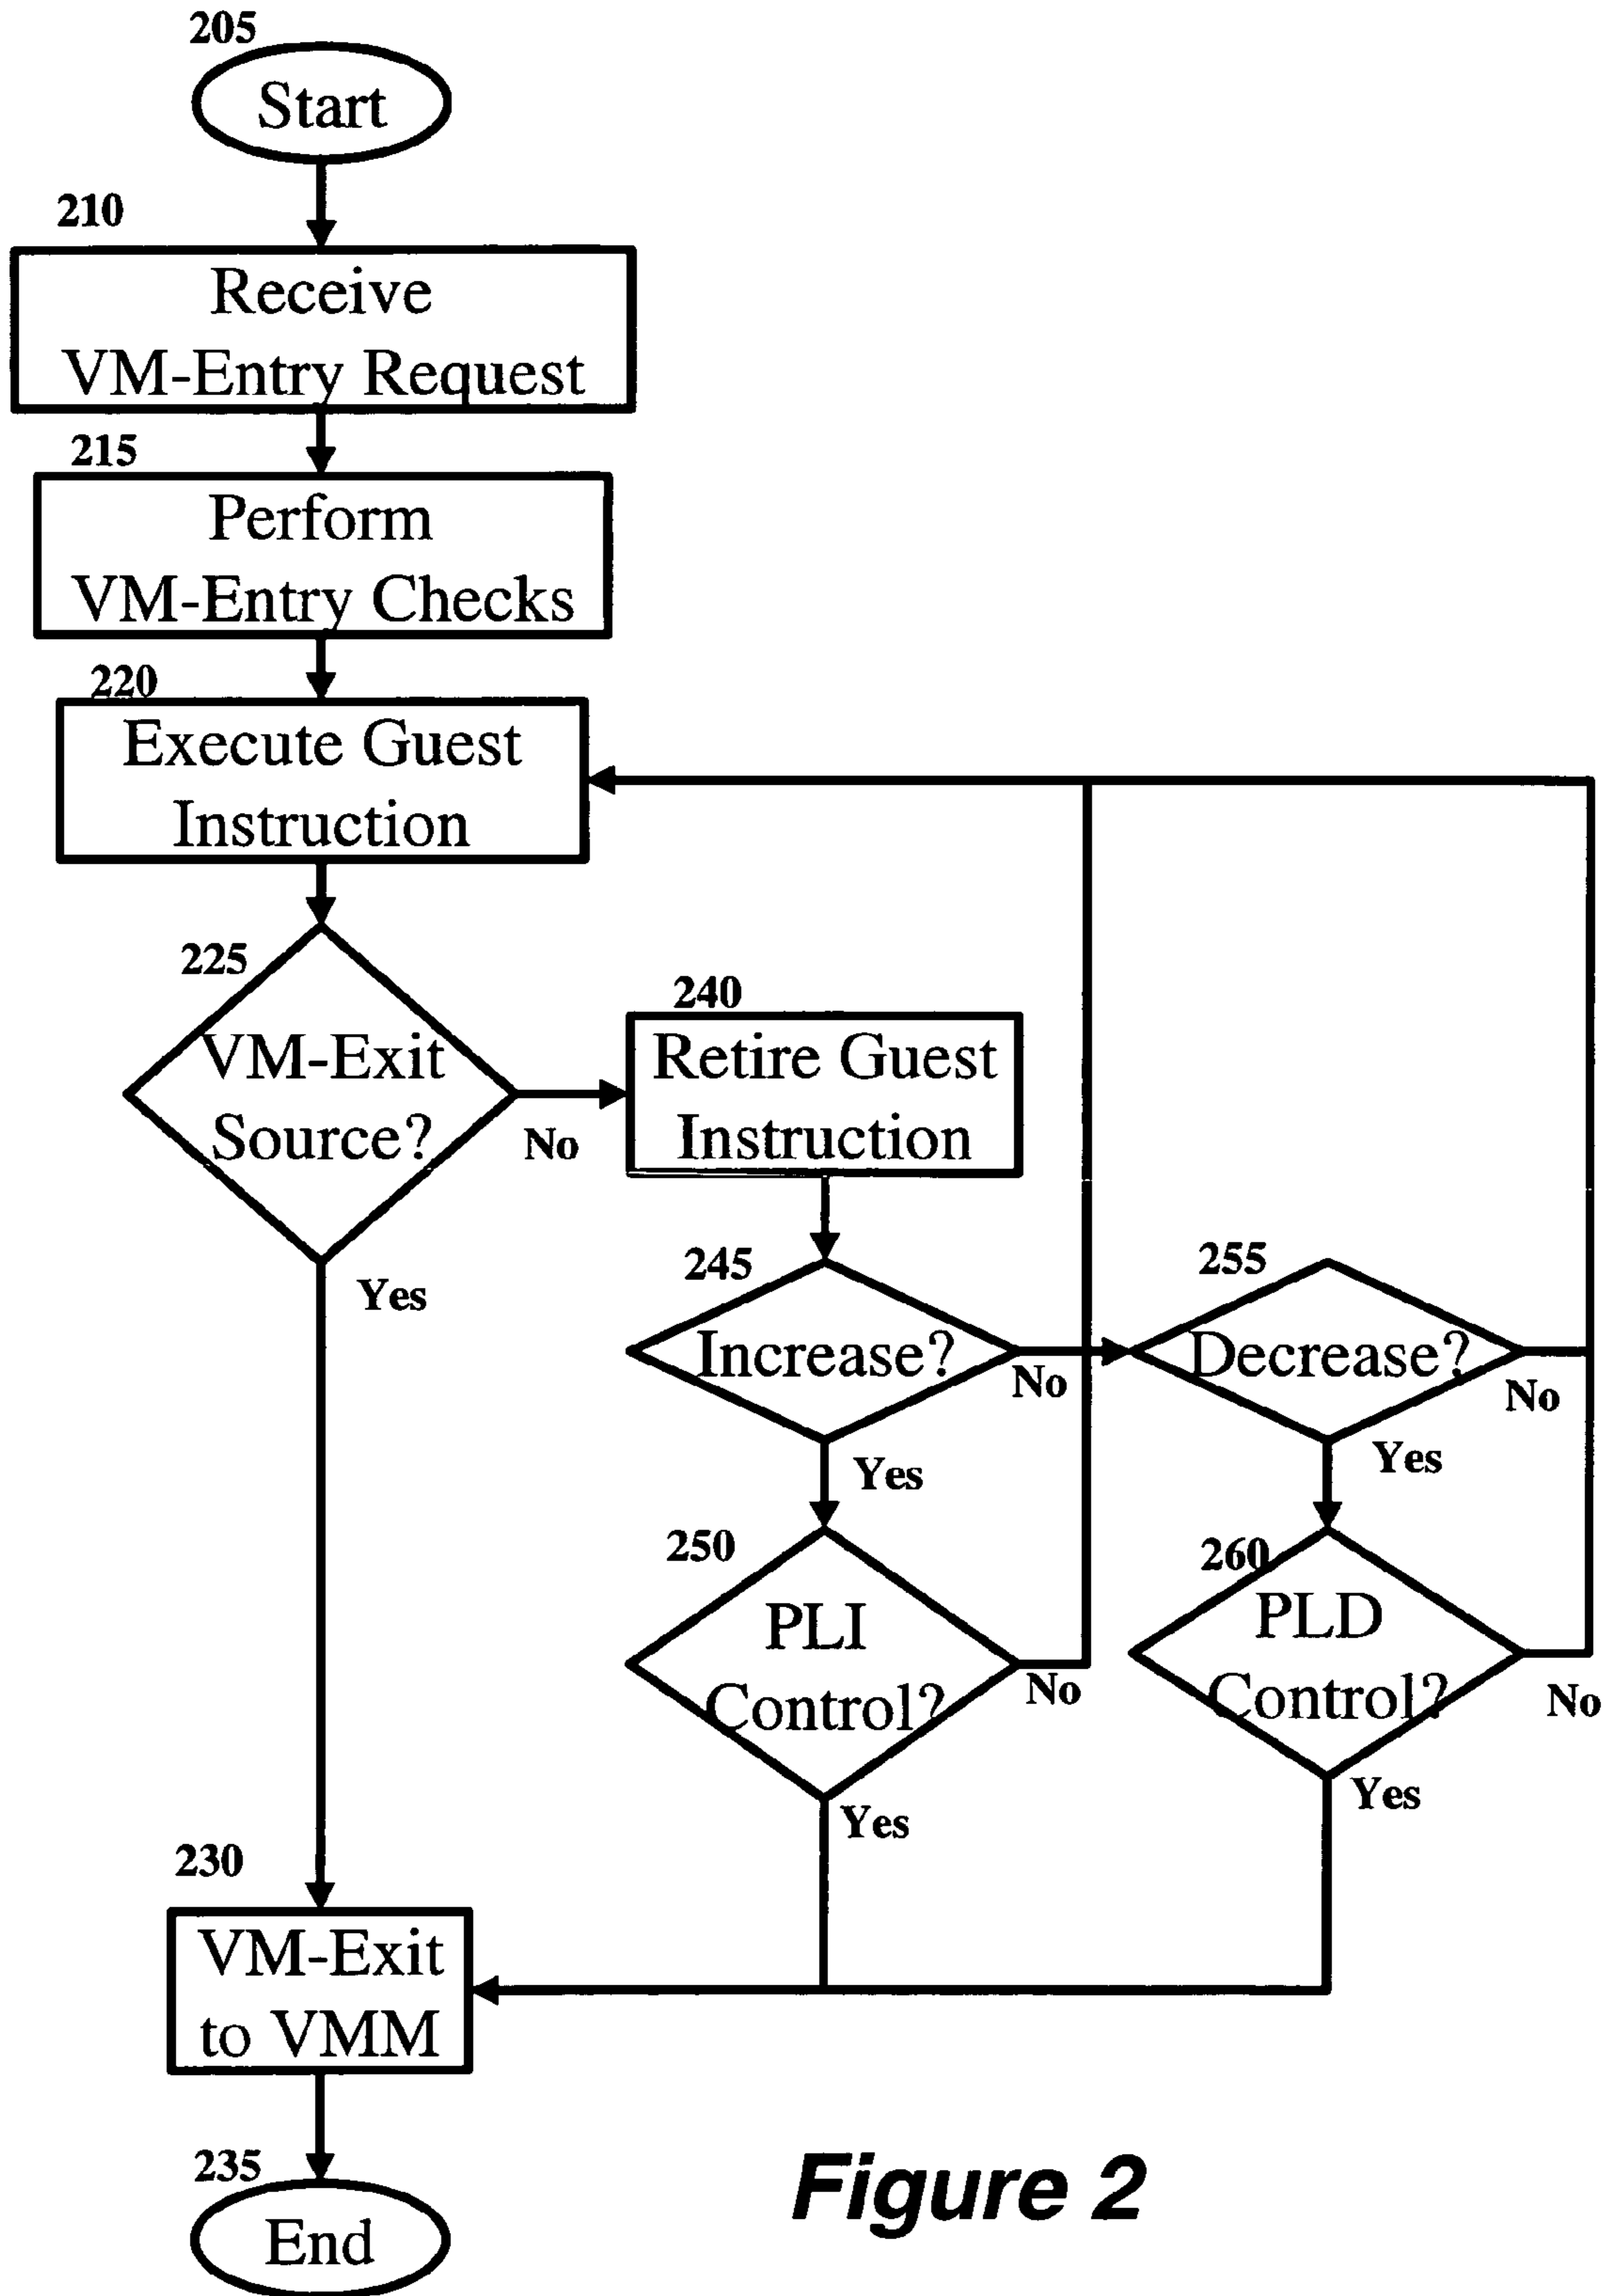 205
Start
210
Receive
VM-Entry Request
215
Perform
VM-Entry Checks
220
Execute Guest
Instruction
225
VM-Exit
Source?
No
Yes
240
Retire Guest
Instruction
245
Increase?
No
Yes
255
Decrease?
No
Yes
250
PLI
Control?
No
Yes
260
PLD
Control?
No
Yes
230
VM-Exit
to VMM
235
End
Figure 2